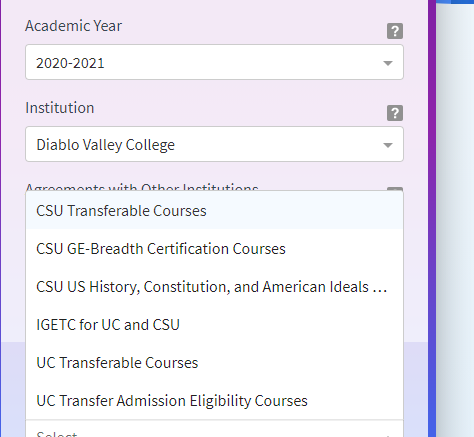 Academic Year
?
2020-2021
Institution
?
Diablo Valley College
Agreements with Other Institutions
CSU Transferable Courses
CSU GE-Breadth Certification Courses
CSU US History, Constitution, and American Ideals ...
IGETC for UC and CSU
UC Transferable Courses
UC Transfer Admission Eligibility Courses
Select